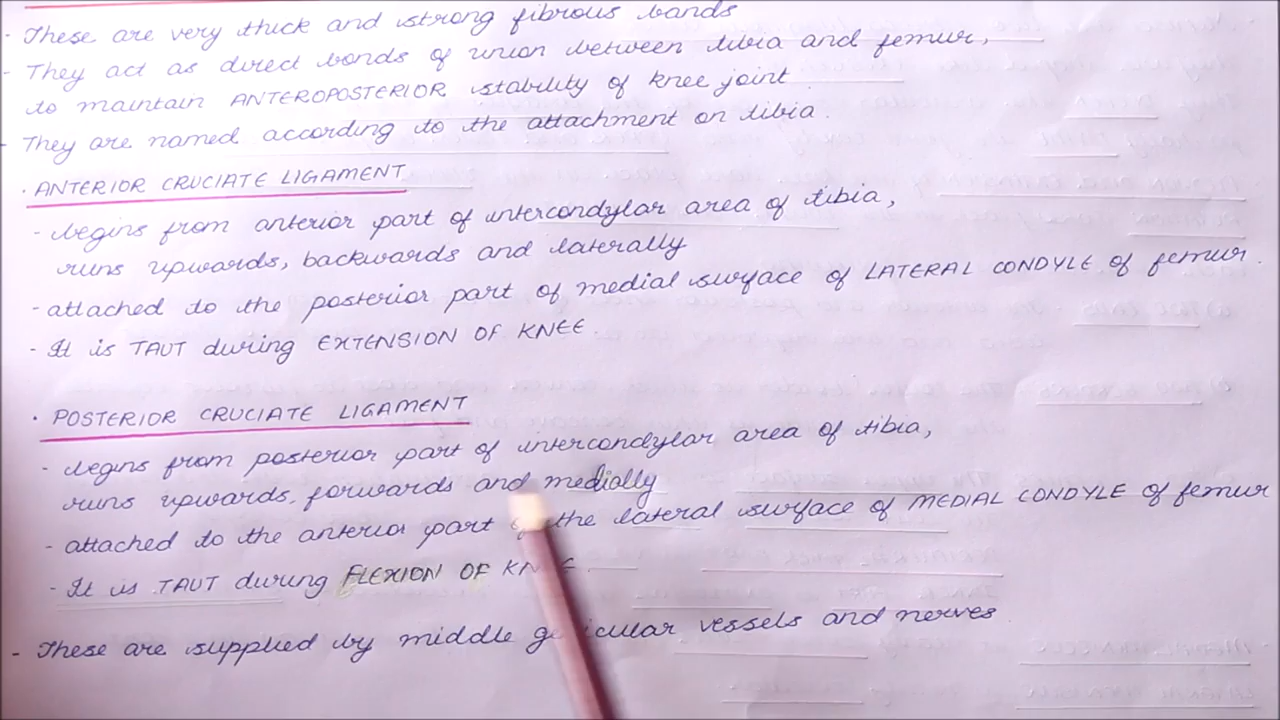 - These are very thick and strong fibrous bands
- They act as direct bonds of union between tibia and femur,
to maintain ANTEROPOSTERIOR stability of knee joint.
- They are named according to the attachment on tibia.
· ANTERIOR CRUCIATE LIGAMENT
- begins from anterior part of intercondylar area of tibia,
runs upwards, backwards and laterally
- attached to the posterior part of medial surface of LATERAL CONDYLE of femur.
- It is TAUT during EXTENSION OF KNEE.
· POSTERIOR CRUCIATE LIGAMENT
- begins from posterior part of intercondylar area of tibia,
runs upwards, forwards and medially
- attached to the anterior part the lateral surface of MEDIAL CONDYLE of femur
- It is TAUT during FLEXION OF
- These are supplied by middle vessels and nerves